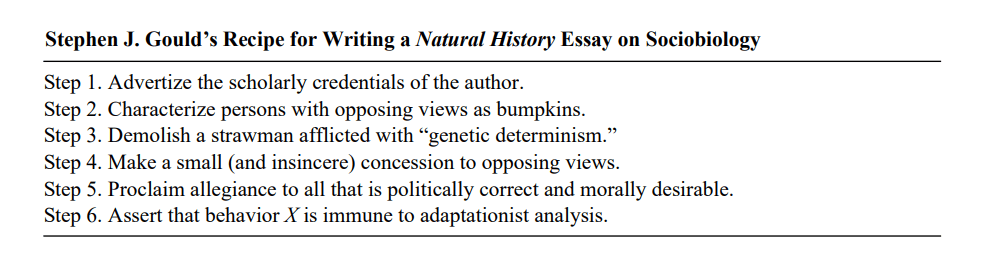 Stephen J. Gould’s Recipe for Writing a Natural History Essay on Sociobiology
Step 1. Advertize the scholarly credentials of the author.
Step 2. Characterize persons with opposing views as bumpkins.
Step 3. Demolish a strawman afflicted with “genetic determinism.”
Step 4. Make a small (and insincere) concession to opposing views.
Step 5. Proclaim allegiance to all that is politically correct and morally desirable.
Step 6. Assert that behavior X is immune to adaptationist analysis.